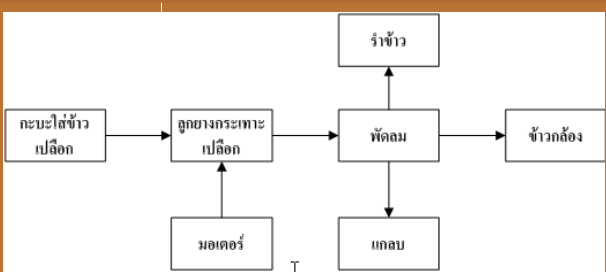 รำข้าว
กะบะใส่ข้าว
เปลือก
ลูกยางกระเทาะ
เปลือก
พัดลม
ข้าวกล้อง
มอเตอร์
แกลบ